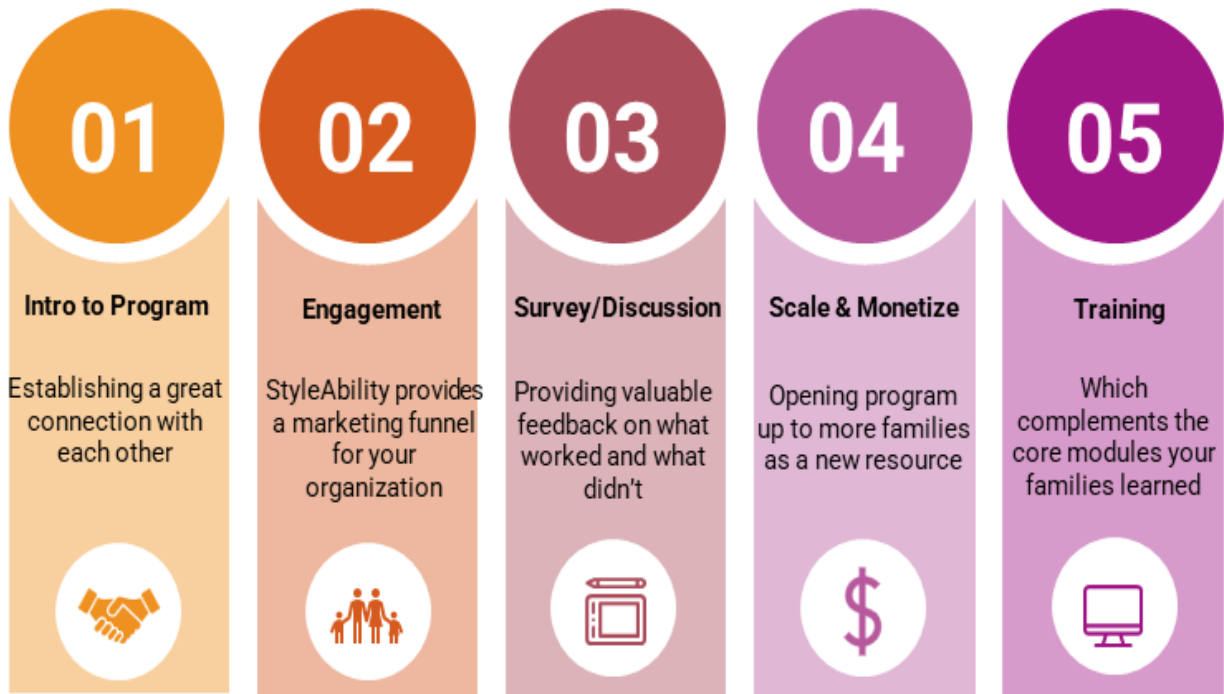 01
Intro to Program
Establishing a great
connection with
each other
02
Engagement
StyleAbility provides
a marketing funnel
for your
organization
03
Survey/Discussion
Providing valuable
feedback on what
worked and what
didn't
04
Scale & Monetize
Opening program
up to more families
as a new resource
$
05
Training
Which
complements the
core modules your
families learned